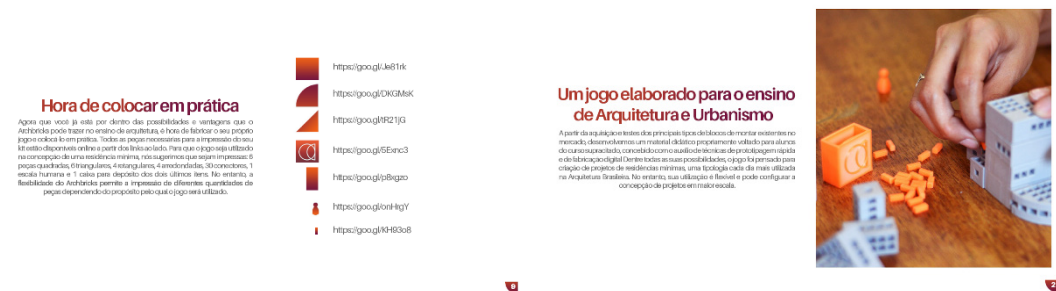 Hora de colocar em prática
Agora que você já está por dentro das possibilidades e vantagens que o
Archbricks pode trazer no ensino de arquitetura, é hora de fabricar o seu próprio
jogo e colocá-lo em prática. Todas as peças necessárias para a impressão do seu
kit estão disponíveis online a partir dos links ao lado. Para que o jogo seja utilizado
na concepção de uma residência mínima, nós sugerimos que sejam impressas: 6
peças quadradas, 6 triangulares, 4 retangulares, 4 arredondadas, 30 conectores, 1
escala humana e 1 caixa para depósito dos dois últimos itens. No entanto, a
flexibilidade do Archbricks permite a impressão de diferentes quantidades de
peças dependendo do propósito pelo qual o jogo será utilizado.
https://goo.gl/Je81rk
https://goo.gl/DKGMsK
https://goo.gl/tR21jG
https://goo.gl/5Exnc3
https://goo.gl/p8xgzo
https://goo.gl/onHrgY
https://goo.gl/KH93o8
Um jogo elaborado para o ensino
de Arquitetura e Urbanismo
A partir da aquisição e testes dos principais tipos de blocos de montar existentes no
mercado, desenvolvemos um material didático propriamente voltado para alunos
do curso supracitado, concebido com o auxílio de técnicas de prototipagem rápida
e de fabricação digital. Dentre todas as suas possibilidades, o jogo foi pensado para
criação de projetos de residências mínimas, uma tipologia cada dia mais utilizada
na Arquitetura Brasileira. No entanto, sua utilização é flexível e pode configurar a
concepção de projetos em maior escala.
2